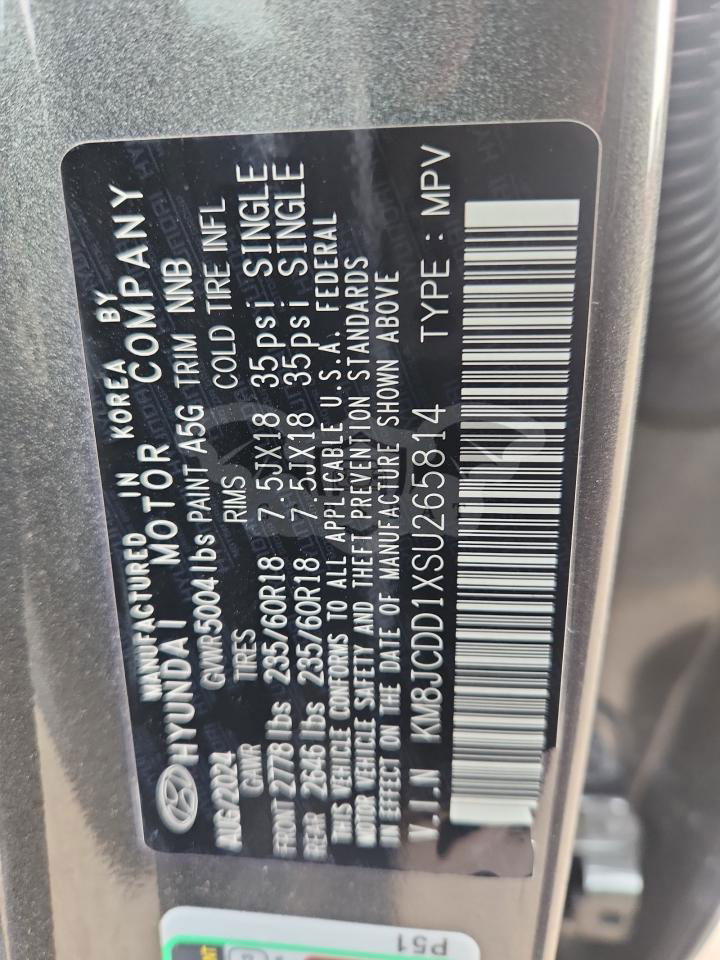 MANUFACTURED IN KOREA BY
HYUNDAI MOTOR COMPANY
AUG/2024 GVWR 5004 lbs PAINT A5G TRIM NNB
GAWR TIRES RIMS COLD TIRE INFL
FRONT 2778 lbs 235/60R18 7.5JX18 35psi SINGLE
REAR 2646 lbs 235/60R18 7.5JX18 35psi SINGLE
THIS VEHICLE CONFORMS TO ALL APPLICABLE U.S.A. FEDERAL
MOTOR VEHICLE SAFETY AND THEFT PREVENTION STANDARDS
IN EFFECT ON DATE OF MANUFACTURE SHOWN ABOVE
V.I.N KM8JCDD1XSU265814 TYPE : MPV
P51